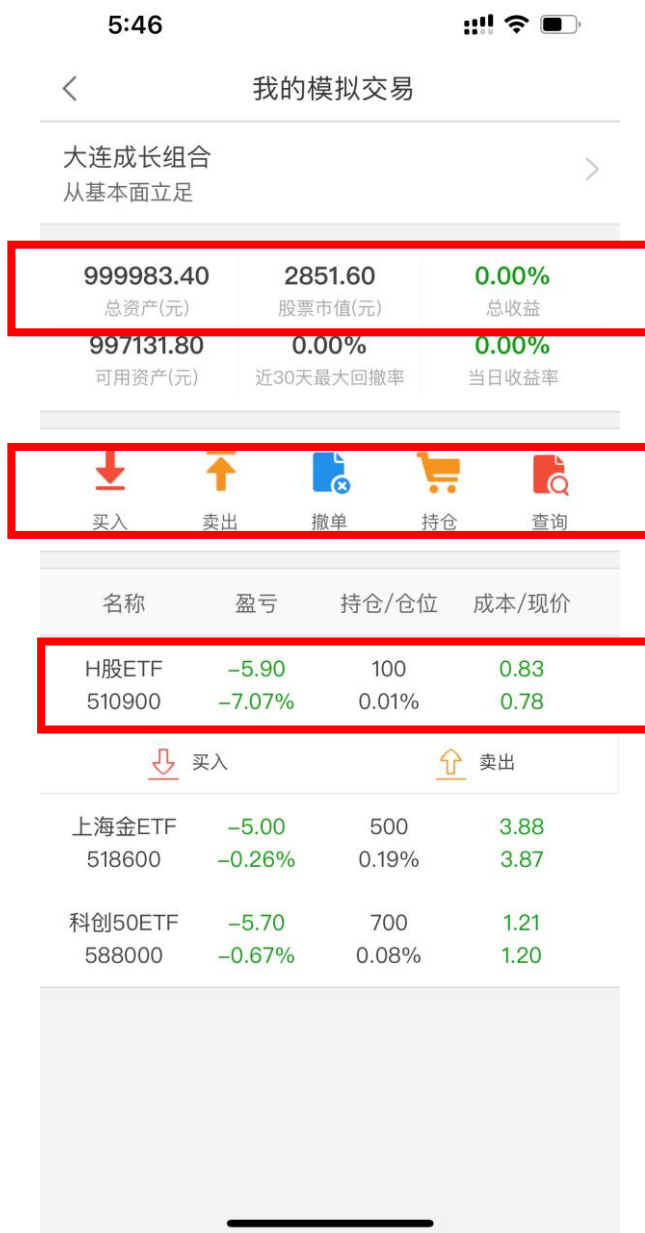 5:46
我的模拟交易
大连成长组合
从基本面立足
999983.40 2851.60 0.00%
总资产(元) 股票市值(元) 总收益
997131.80 0.00% 0.00%
可用资产(元) 近30天最大回撤率 当日收益率
买入 卖出 撤单 持仓 查询
名称 盈亏 持仓/仓位 成本/现价
H股ETF -5.90 100 0.83
510900 -7.07% 0.01% 0.78
买入 卖出
上海金ETF -5.00 500 3.88
518600 -0.26% 0.19% 3.87
科创50ETF -5.70 700 1.21
588000 -0.67% 0.08% 1.20